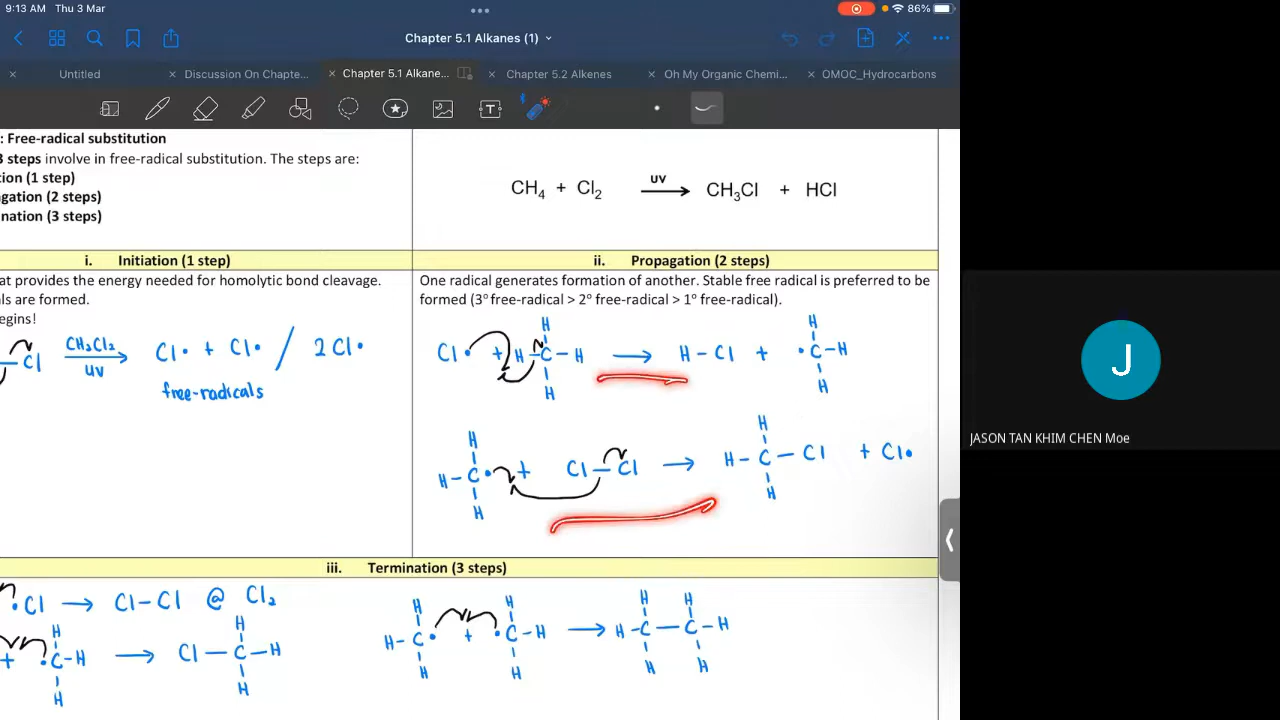 9:13 AM Thu 3 Mar
86%
Chapter 5.1 Alkanes (1)
Untitled
Discussion On Chapte...
Chapter 5.1 Alkane...
Chapter 5.2 Alkenes
Oh My Organic Chemi...
OMOC_Hydrocarbons
: Free-radical substitution
3 steps involve in free-radical substitution. The steps are:
tion (1 step)
agation (2 steps)
nation (3 steps)
CH₄ + Cl₂ UV → CH₃Cl + HCl
i. Initiation (1 step)
ii. Propagation (2 steps)
at provides the energy needed for homolytic bond cleavage.
als are formed.
egins!
One radical generates formation of another. Stable free radical is preferred to be
formed (3° free-radical > 2° free-radical > 1° free-radical).
Cl CH₂Cl₂ UV → Cl• + Cl• / 2Cl•
free-radicals
H
Cl• + H–C–H → H–Cl + •C–H
H
H
H
H
H–C• + Cl–Cl → H–C–Cl + Cl•
H
H
H
iii. Termination (3 steps)
•Cl → Cl–Cl @ Cl₂
H
+ •C–H → Cl–C–H
H
H
H
H
H
H–C• + •C–H → H–C–C–H
H
H
H
H
H
H
J
JASON TAN KHIM CHEN Moe